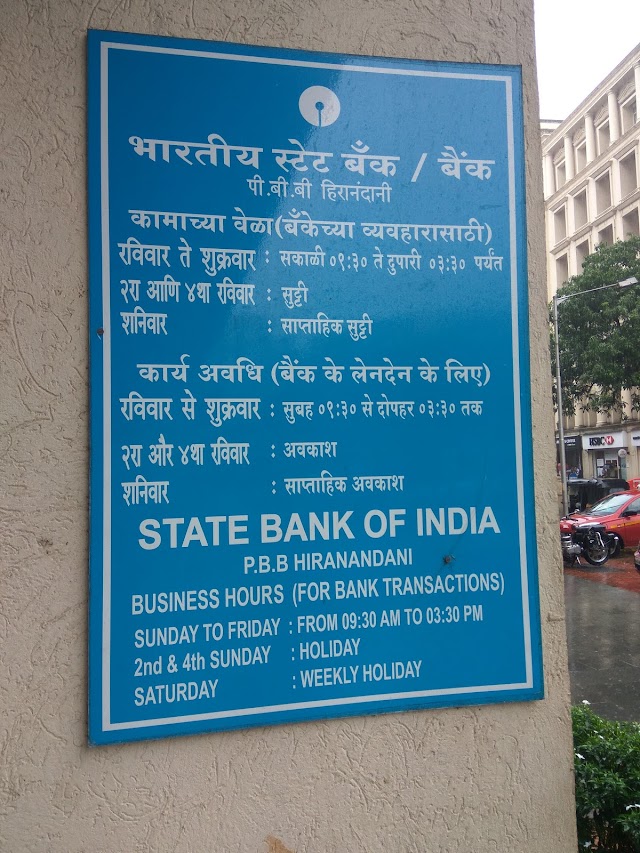 भारतीय स्टेट बँक / बैंक
पी.बी.बी हिरानंदानी
कामाच्या वेळा(बँकेच्या व्यवहारासाठी)
रविवार ते शुक्रवार : सकाळी ०९:३० ते दुपारी ०३:३० पर्यंत
२रा आणि ४था रविवार : सुट्टी
शनिवार : साप्ताहिक सुट्टी
कार्य अवधि (बैंक के लेनदेन के लिए)
रविवार से शुक्रवार : सुबह ०९:३० से दोपहर ०३:३० तक
२रा और ४था रविवार : अवकाश
शनिवार : साप्ताहिक अवकाश
STATE BANK OF INDIA
P.B.B HIRANANDANI
BUSINESS HOURS (FOR BANK TRANSACTIONS)
SUNDAY TO FRIDAY : FROM 09:30 AM TO 03:30 PM
2nd & 4th SUNDAY : HOLIDAY
SATURDAY : WEEKLY HOLIDAY
HSBC